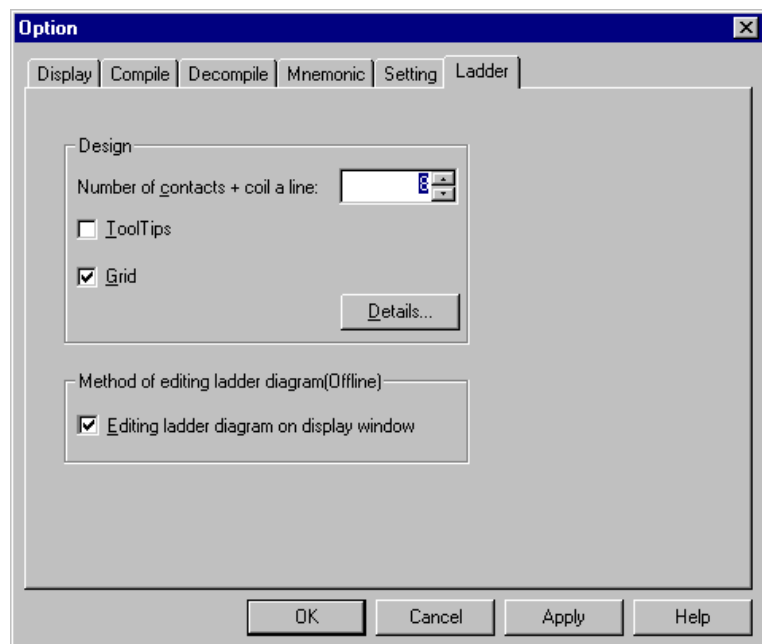 Option
Display Compile Decompile Mnemonic Setting Ladder
Design
Number of contacts + coil a line: 8
ToolTips
Grid
Details...
Method of editing ladder diagram(Offline)
Editing ladder diagram on display window
OK Cancel Apply Help